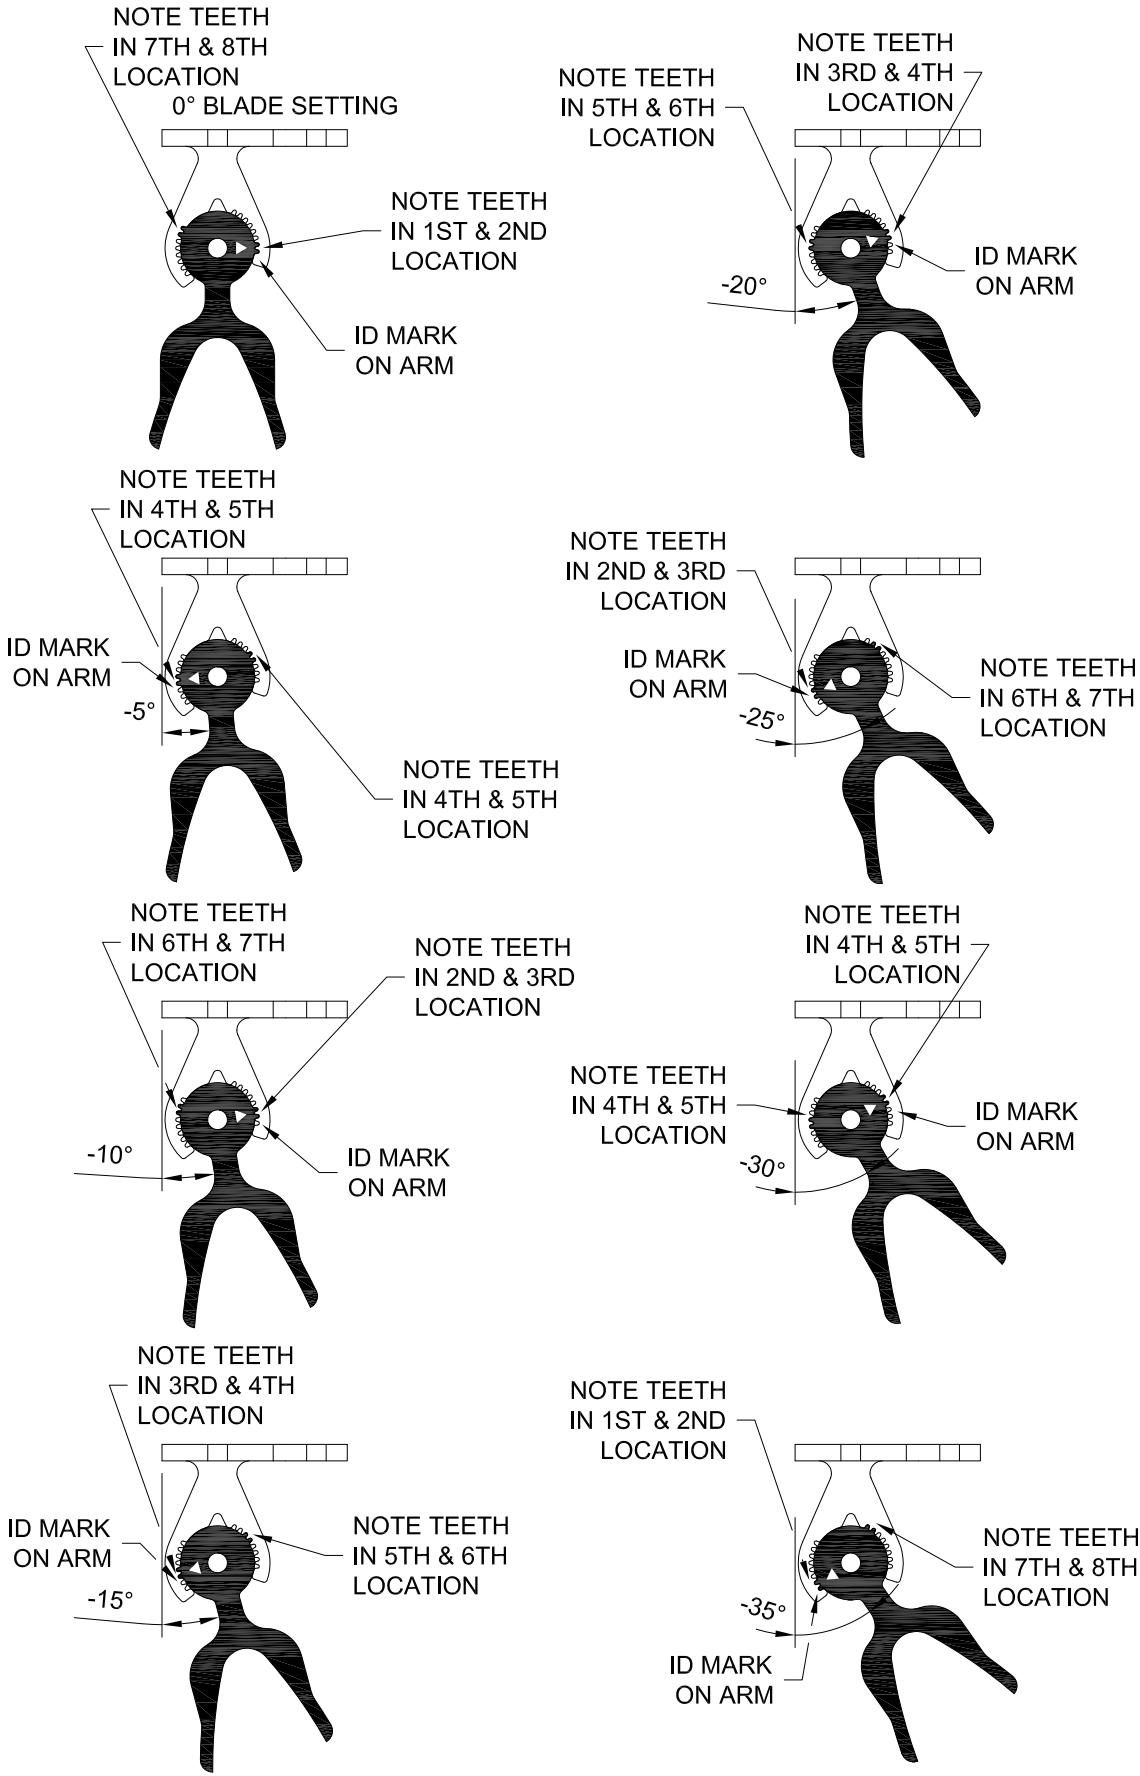 NOTE TEETH
IN 7TH & 8TH
LOCATION
0° BLADE SETTING
NOTE TEETH
IN 1ST & 2ND
LOCATION
ID MARK
ON ARM
NOTE TEETH
IN 3RD & 4TH
LOCATION
NOTE TEETH
IN 5TH & 6TH
LOCATION
ID MARK
ON ARM
-20°
NOTE TEETH
IN 4TH & 5TH
LOCATION
ID MARK
ON ARM
-5°
NOTE TEETH
IN 4TH & 5TH
LOCATION
NOTE TEETH
IN 2ND & 3RD
LOCATION
ID MARK
ON ARM
-25°
NOTE TEETH
IN 6TH & 7TH
LOCATION
NOTE TEETH
IN 6TH & 7TH
LOCATION
NOTE TEETH
IN 2ND & 3RD
LOCATION
-10°
ID MARK
ON ARM
NOTE TEETH
IN 4TH & 5TH
LOCATION
NOTE TEETH
IN 4TH & 5TH
LOCATION
ID MARK
ON ARM
-30°
NOTE TEETH
IN 3RD & 4TH
LOCATION
ID MARK
ON ARM
NOTE TEETH
IN 5TH & 6TH
LOCATION
-15°
NOTE TEETH
IN 1ST & 2ND
LOCATION
NOTE TEETH
IN 7TH & 8TH
LOCATION
-35°
ID MARK
ON ARM